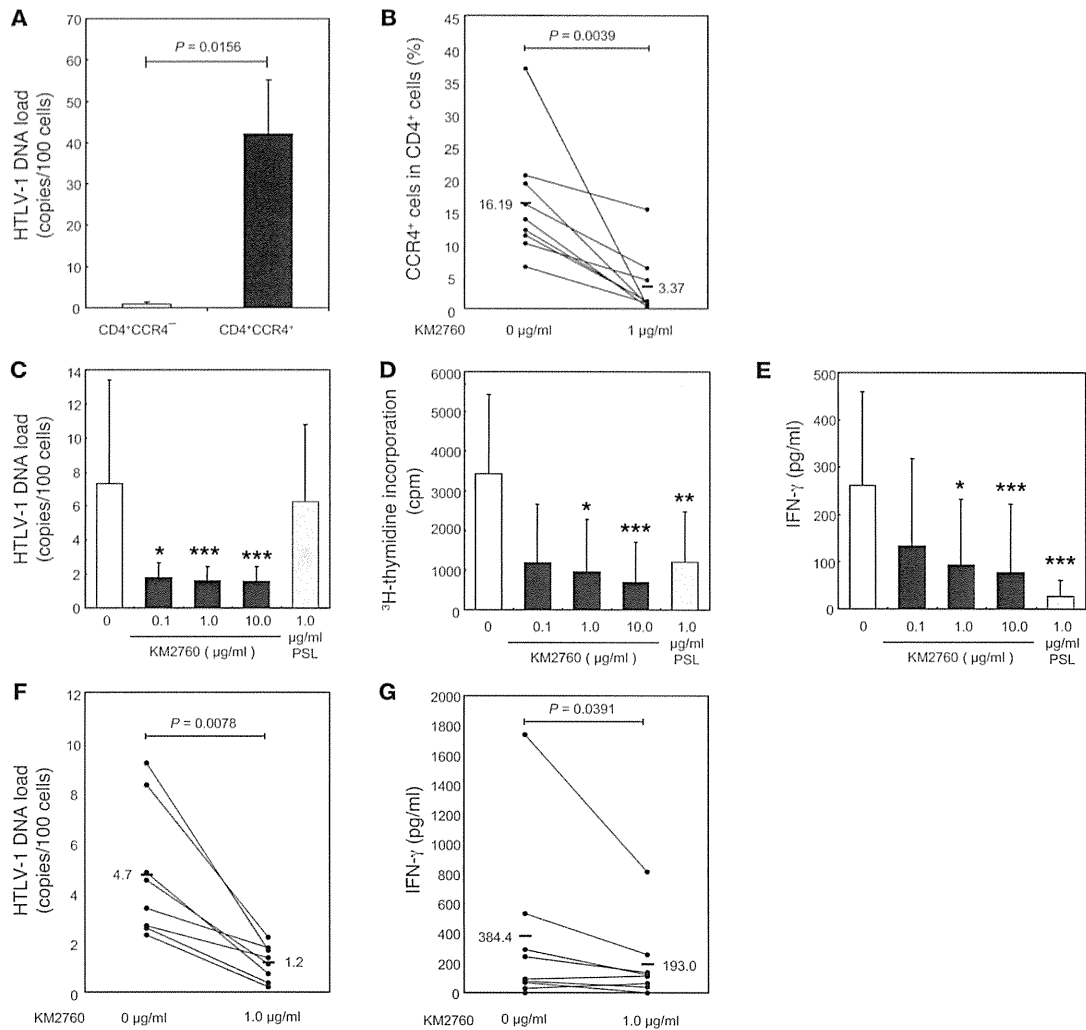 A
HTLV-1 DNA load
(copies/100 cells)
70
60
50
40
30
20
10
0
P = 0.0156
CD4⁺CCR4⁻
CD4⁺CCR4⁺
B
CCR4⁺ cells in CD4⁺ cells (%)
45
40
35
30
25
20
15
10
5
0
P = 0.0039
16.19
3.37
KM2760
0 µg/ml
1 µg/ml
C
HTLV-1 DNA load
(copies/100 cells)
14
12
10
8
6
4
2
0
*
***
***
0
0.1
1.0
10.0
1.0
KM2760 ( µg/ml )
µg/ml
PSL
D
³H-thymidine incorporation
(cpm)
6000
5000
4000
3000
2000
1000
0
*
***
**
0
0.1
1.0
10.0
1.0
KM2760 ( µg/ml )
µg/ml
PSL
E
IFN-γ (pg/ml)
500
400
300
200
100
0
*
***
***
0
0.1
1.0
10.0
1.0
KM2760 ( µg/ml )
µg/ml
PSL
F
HTLV-1 DNA load
(copies/100 cells)
12
10
8
6
4
2
0
P = 0.0078
4.7
1.2
KM2760
0 µg/ml
1.0 µg/ml
G
IFN-γ (pg/ml)
2000
1800
1600
1400
1200
1000
800
600
400
200
0
P = 0.0391
384.4
193.0
KM2760
0 µg/ml
1.0 µg/ml